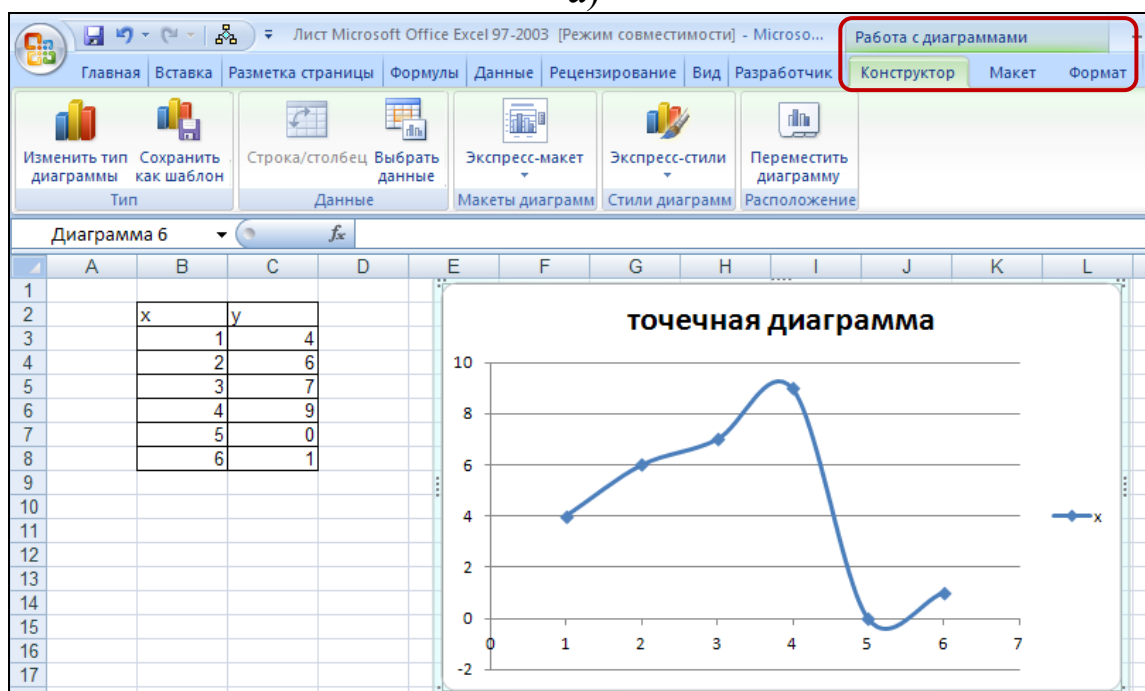 а)
Лист Microsoft Office Excel 97-2003 [Режим совместимости] - Microso... Работа с диаграммами
Главная Вставка Разметка страницы Формулы Данные Рецензирование Вид Разработчик Конструктор Макет Формат
Изменить тип диаграммы Сохранить как шаблон Строка/столбец Выбрать данные Экспресс-макет Экспресс-стили Переместить диаграмму
Тип Данные Макеты диаграмм Стили диаграмм Расположение
Диаграмма 6 fx
A B C D E F G H I J K L
1
2 x y
3 1 4
4 2 6
5 3 7
6 4 9
7 5 0
8 6 1
9
10
11
12
13
14
15
16
17
точечная диаграмма
10
8
6
4
2
0
-2
0 1 2 3 4 5 6 7
x